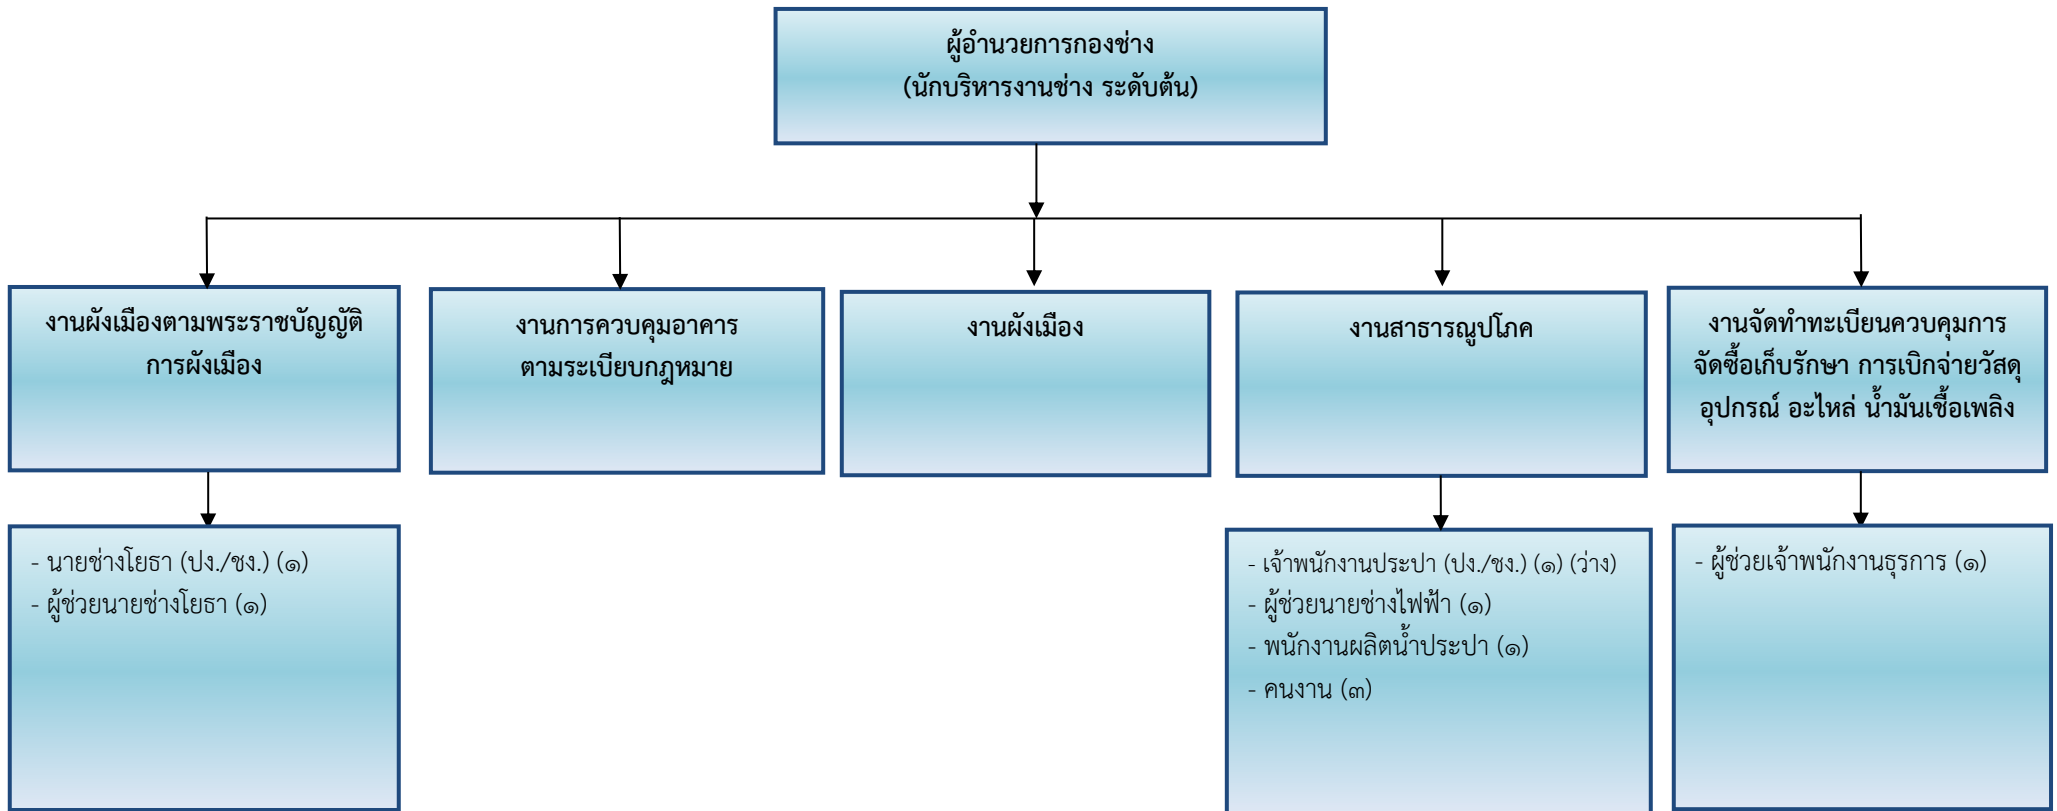 ผู้อำนวยการกองช่าง
(นักบริหารงานช่าง ระดับต้น)
งานผังเมืองตามพระราชบัญญัติ
การผังเมือง
งานการควบคุมอาคาร
ตามระเบียบกฎหมาย
งานผังเมือง
งานสาธารณูปโภค
งานจัดทำทะเบียนควบคุมการ
จัดซื้อเก็บรักษา การเบิกจ่ายวัสดุ
อุปกรณ์ อะไหล่ น้ำมันเชื้อเพลิง
- นายช่างโยธา (ปง./ชง.) (๑)
- ผู้ช่วยนายช่างโยธา (๑)
- เจ้าพนักงานประปา (ปง./ชง.) (๑) (ว่าง)
- ผู้ช่วยนายช่างไฟฟ้า (๑)
- พนักงานผลิตน้ำประปา (๑)
- คนงาน (๓)
- ผู้ช่วยเจ้าพนักงานธุรการ (๑)